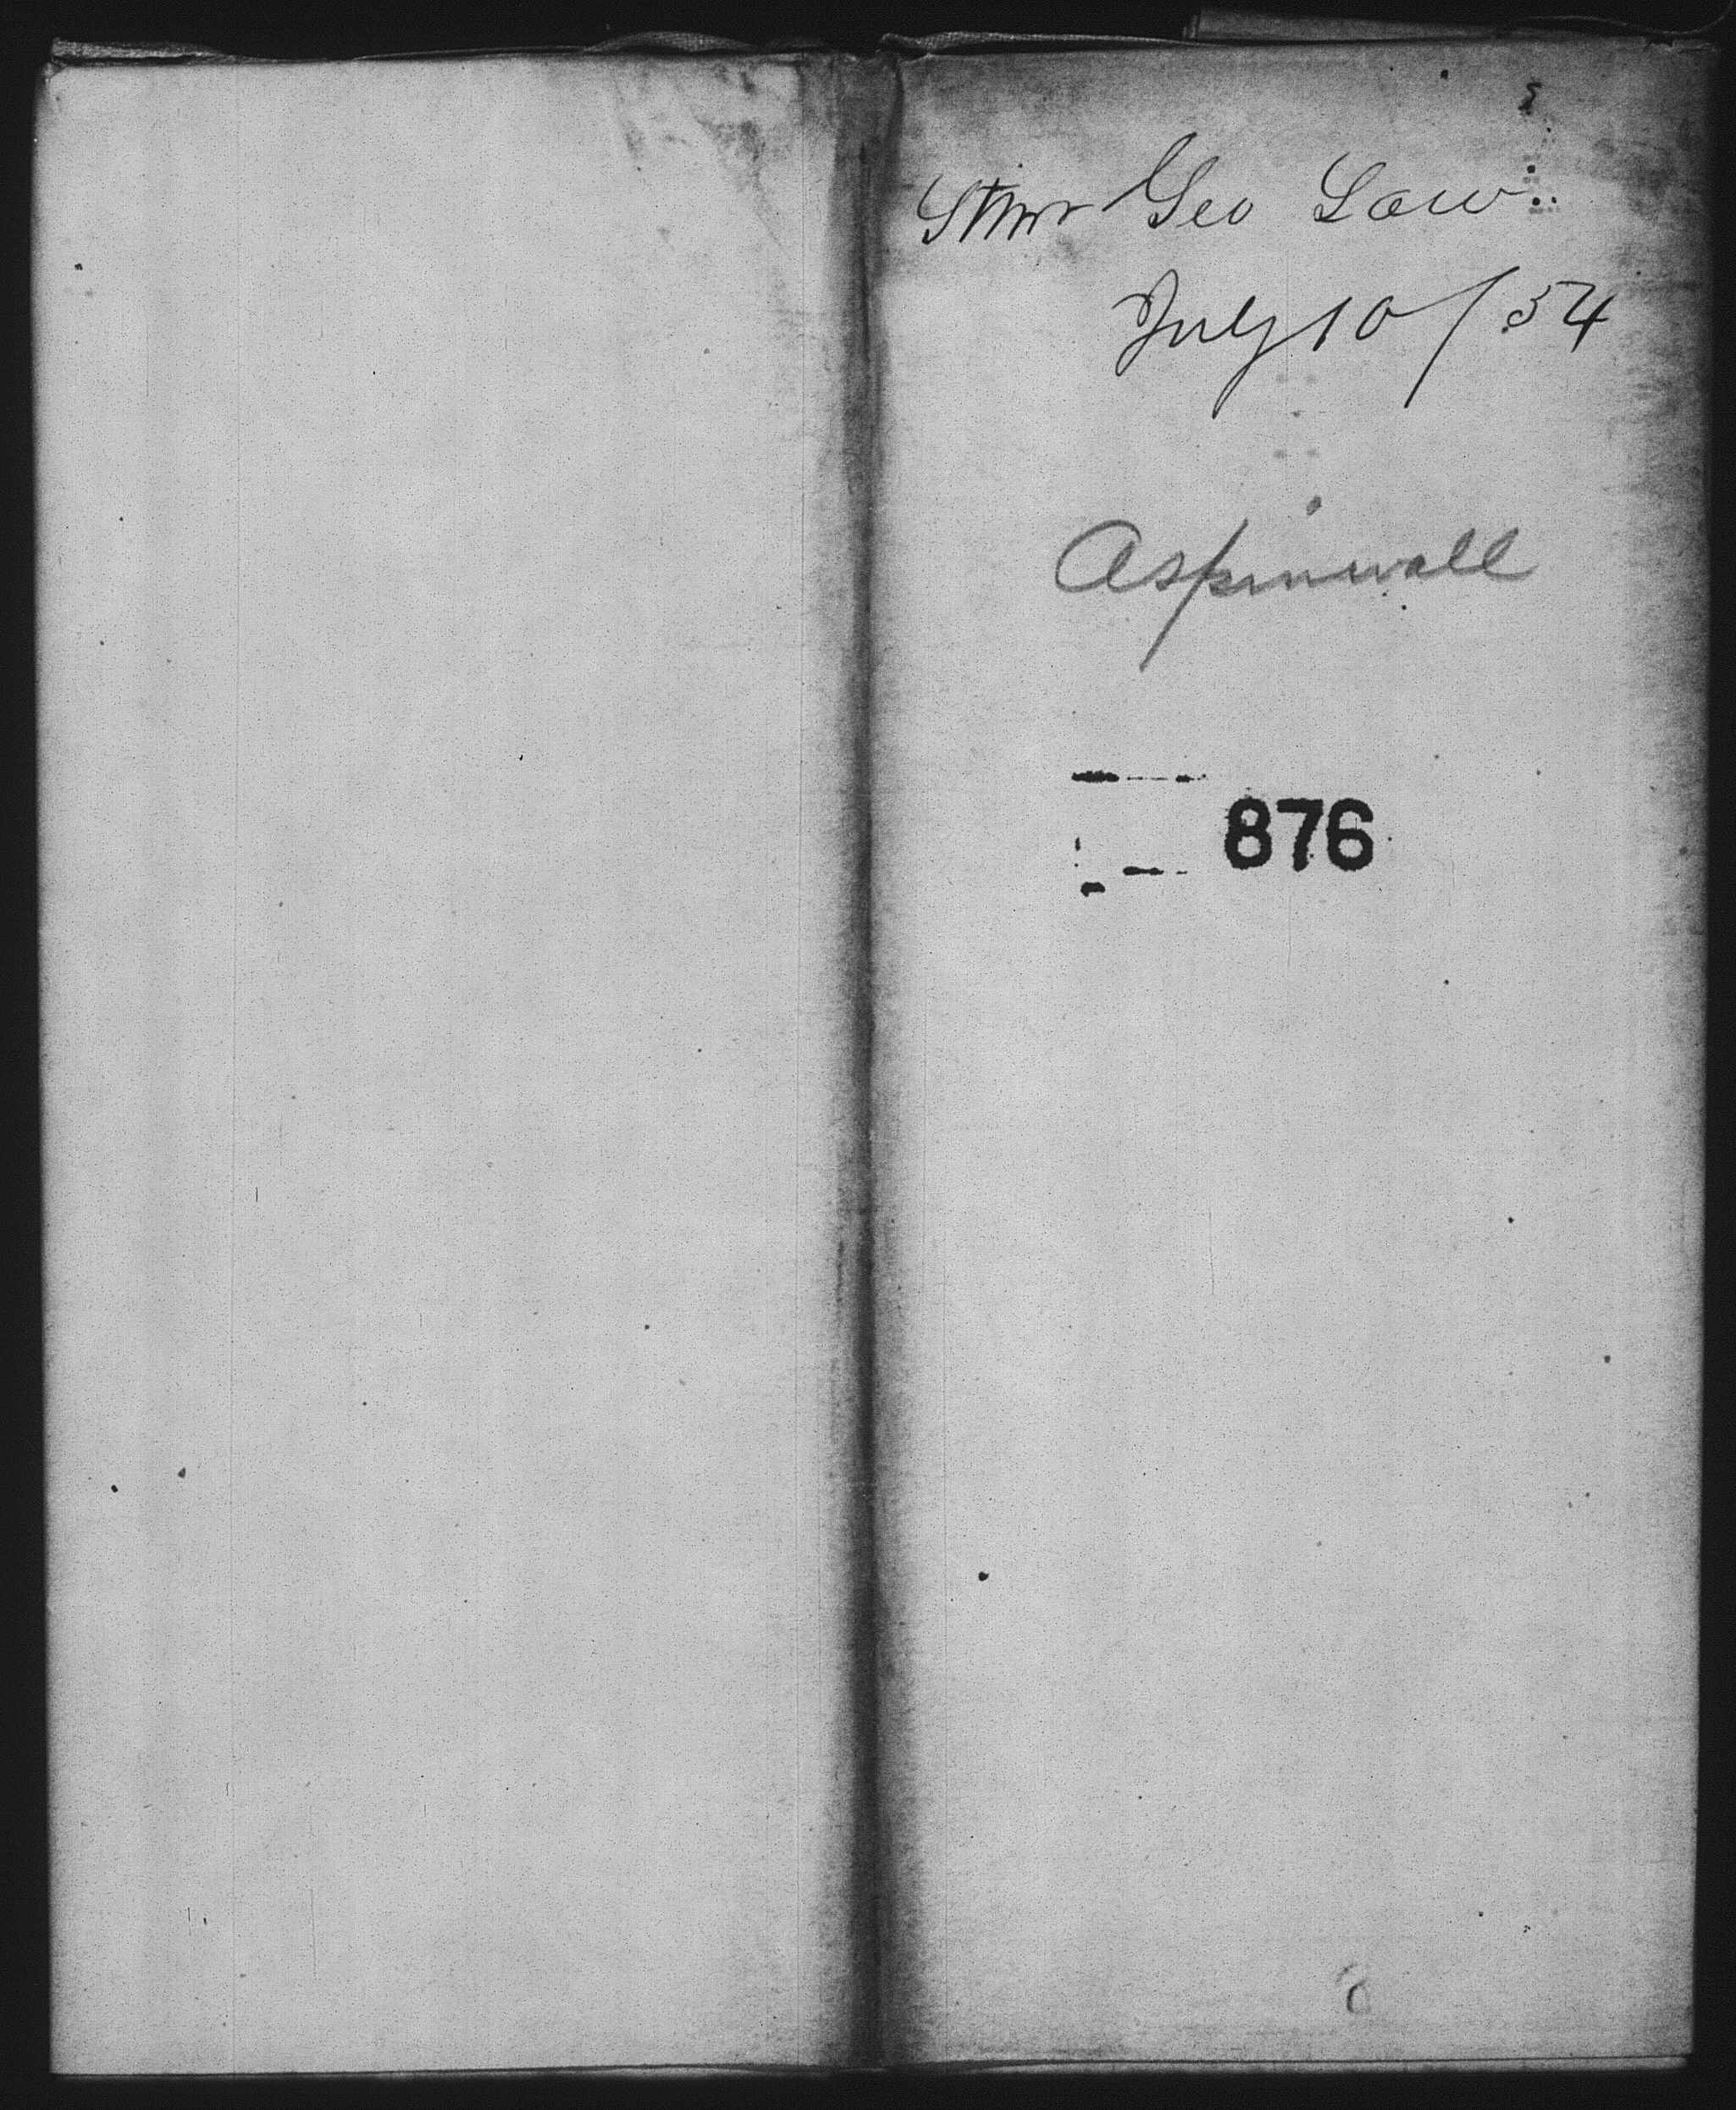 Stmr Geo Law
July 10/54
Aspinwall
876